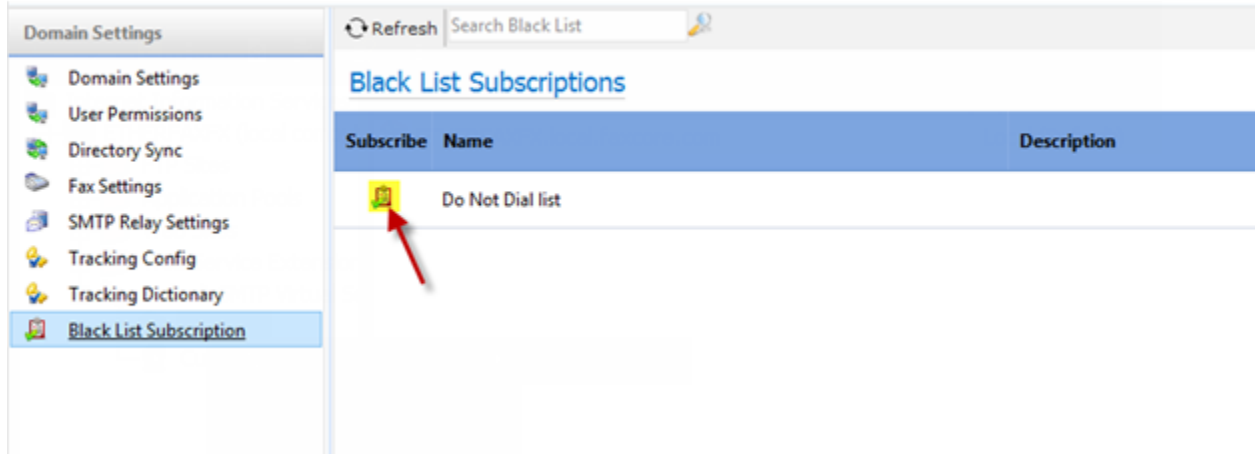 Domain Settings
Domain Settings
User Permissions
Directory Sync
Fax Settings
SMTP Relay Settings
Tracking Config
Tracking Dictionary
Black List Subscription
Refresh Search Black List
Black List Subscriptions
Subscribe Name Description
Do Not Dial list